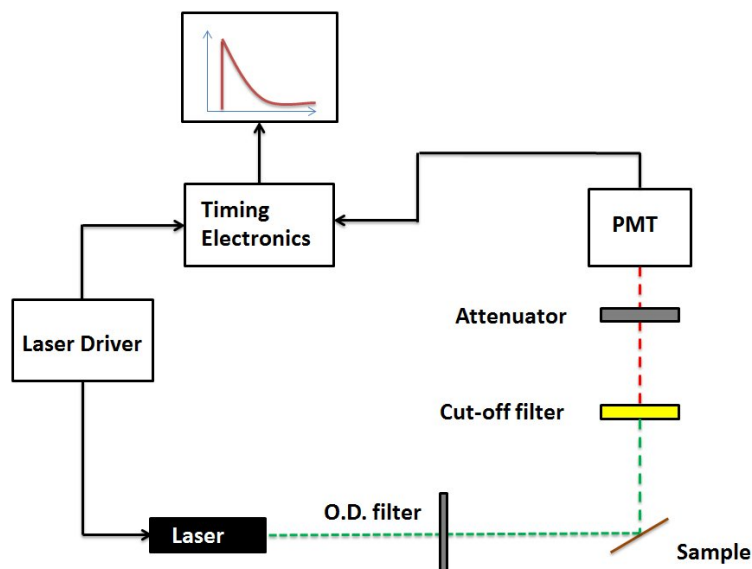 Timing
Electronics
PMT
Attenuator
Laser Driver
Cut-off filter
O.D. filter
Laser
Sample